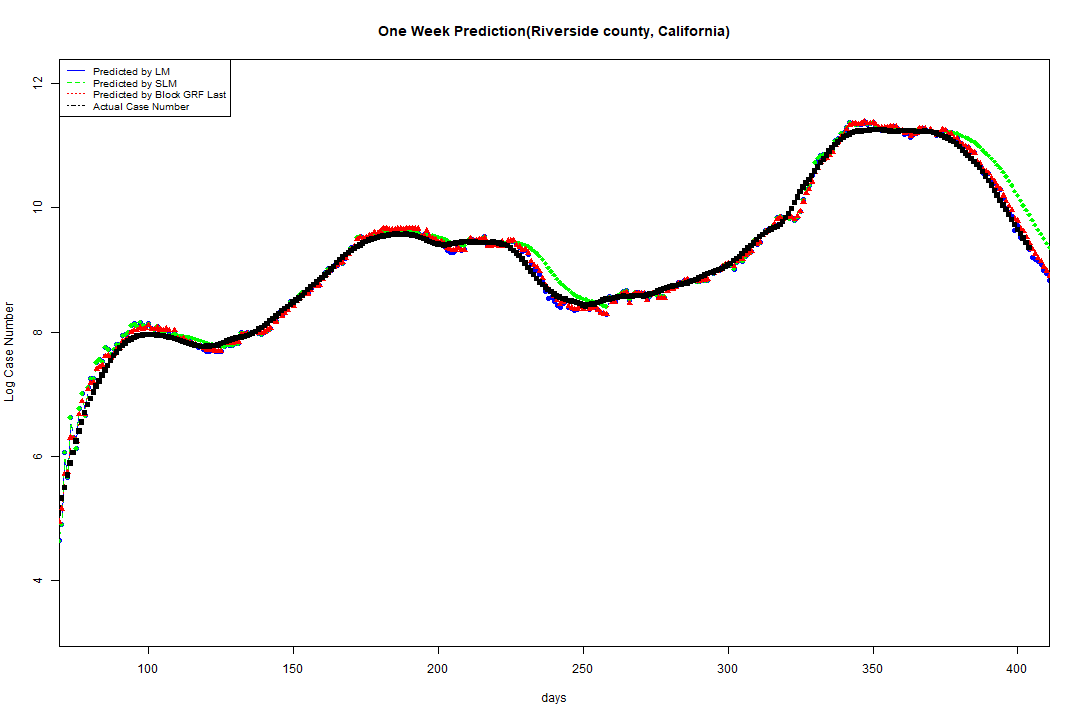 One Week Prediction(Riverside county, California)
Predicted by LM
Predicted by SLM
Predicted by Block GRF Last
Actual Case Number
12
10
8
6
4
Log Case Number
100 150 200 250 300 350 400
days